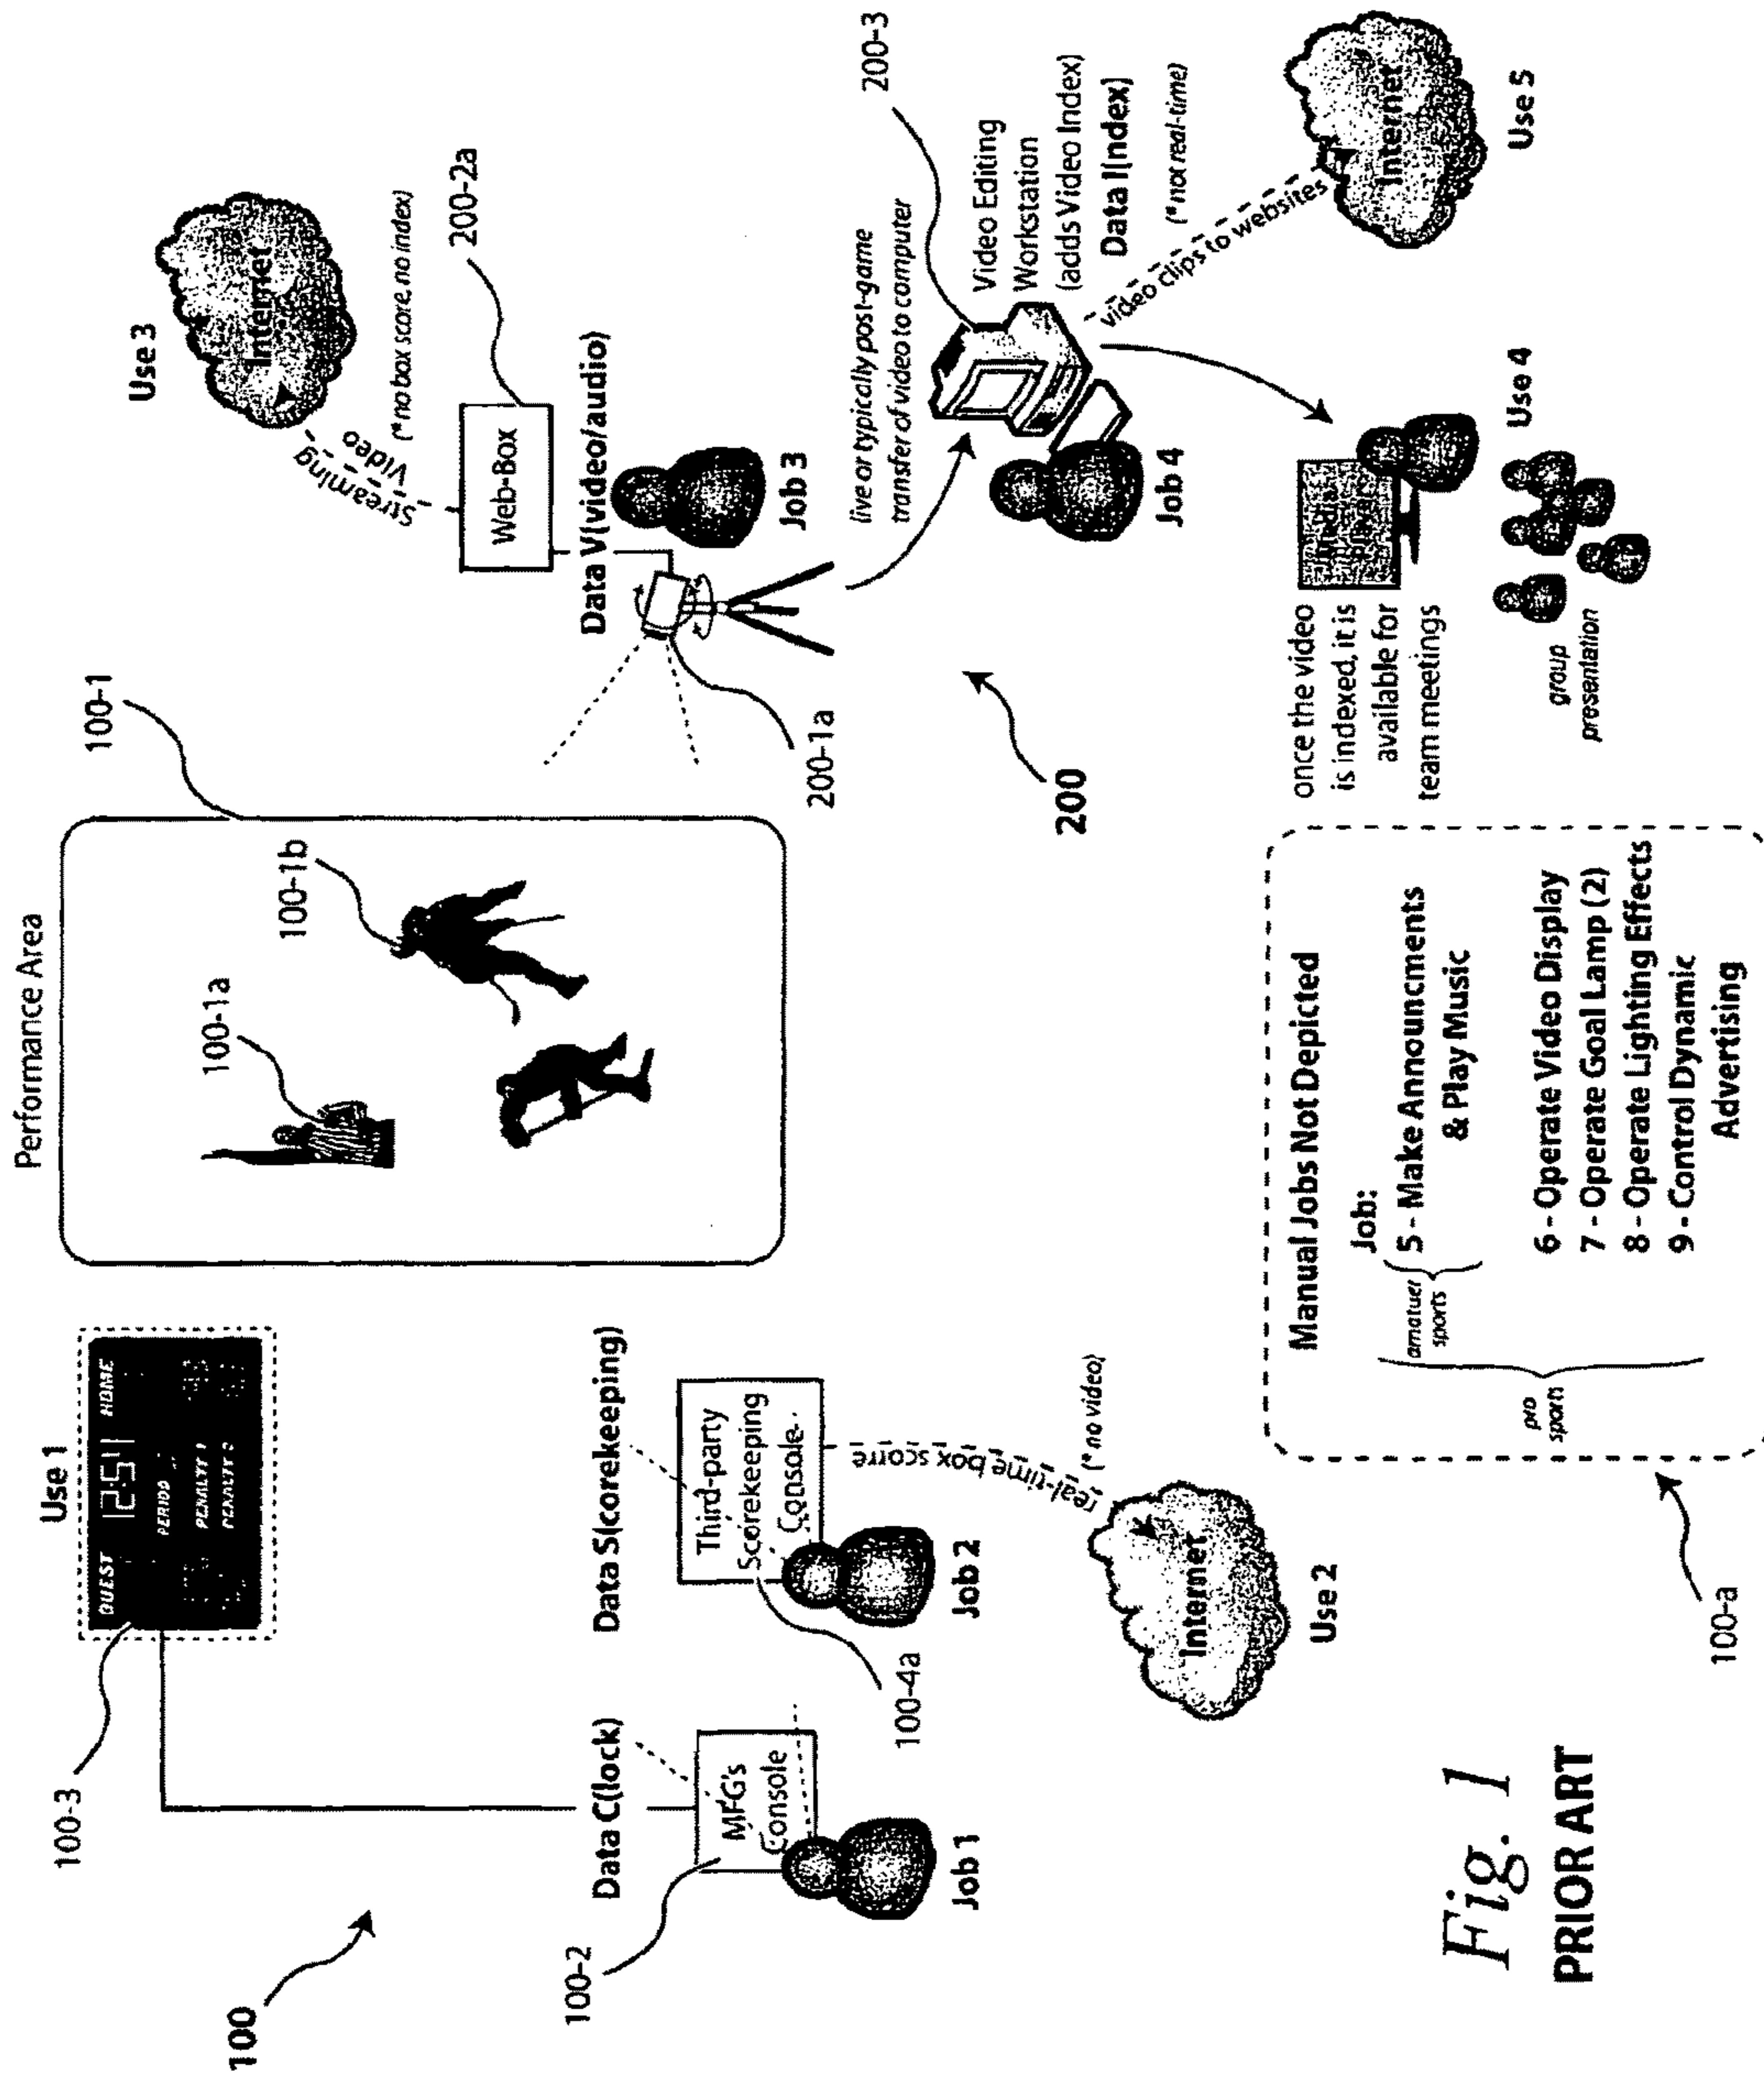 Performance Area
100-1
100-1a
100-1b
Use 1
GUEST
12:51
HOME
PERIOD
PENALTY
PENALTY
100-3
100
Data C(lock)
MFG's
Console
100-2
Job 1
Data S(corekeeping)
Third-party
Scorekeeping
Console
100-4a
Job 2
real-time box scorre
(* no video)
Internet
Use 2
Use 3
Internet
Streaming
Video
(* no box score, no index)
200-2a
Web-Box
Data V(video/audio)
Job 3
200-1a
200
live or typically post-game
transfer of video to computer
200-3
Video Editing
Workstation
(adds Video Index)
Data I(ndex)
(* not real-time)
Job 4
video clips to websites
Internet
Use 5
once the video
is indexed, it is
available for
team meetings
Media
Player
Use 4
group
presentation
Manual Jobs Not Depicted
Job:
amatuer
sports
5 - Make Announcments
& Play Music
pro
sports
6 - Operate Video Display
7 - Operate Goal Lamp (2)
8 - Operate Lighting Effects
9 - Control Dynamic
Advertising
100-a
Fig. 1
PRIOR ART